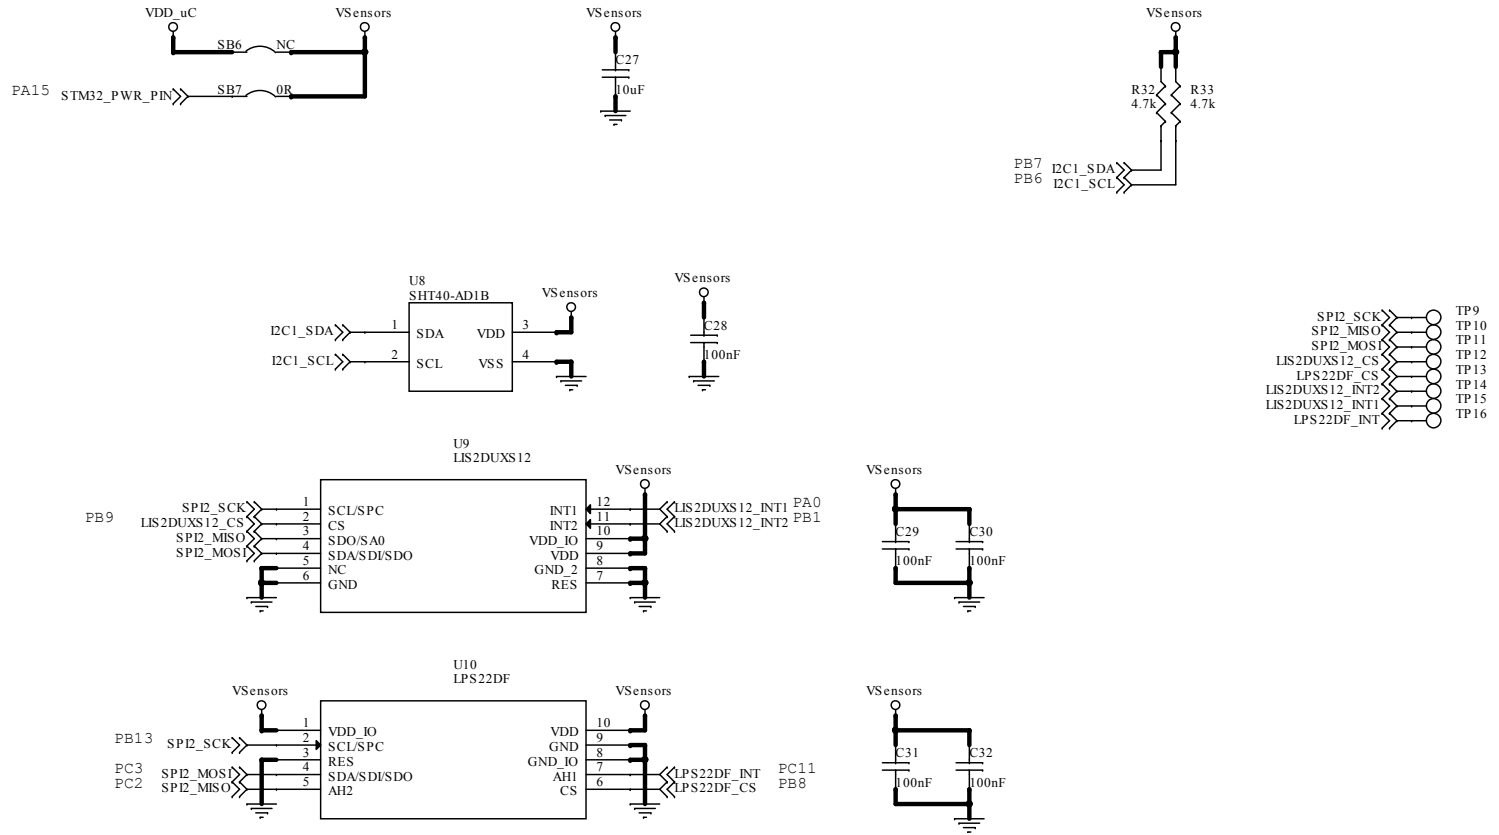 VDD_uC
VSensors
SB6 NC
PA15 STM32_PWR_PIN SB7 0R
VSensors
C27
10uF
VSensors
R32 R33
4.7k 4.7k
PB7 I2C1_SDA
PB6 I2C1_SCL
U8
SHT40-AD1B
VSensors
I2C1_SDA 1 SDA VDD 3
I2C1_SCL 2 SCL VSS 4
VSensors
C28
100nF
SPI2_SCK TP9
SPI2_MISO TP10
SPI2_MOSI TP11
LIS2DUXS12_CS TP12
LPS22DF_CS TP13
LIS2DUXS12_INT2 TP14
LIS2DUXS12_INT1 TP15
LPS22DF_INT TP16
U9
LIS2DUXS12
VSensors
SPI2_SCK 1 SCL/SPC INT1 12 LIS2DUXS12_INT1 PA0
PB9 LIS2DUXS12_CS 2 CS INT2 11 LIS2DUXS12_INT2 PB1
SPI2_MISO 3 SDO/SA0 VDD_IO 10
SPI2_MOSI 4 SDA/SDI/SDO VDD 9
5 NC GND_2 8
6 GND RES 7
VSensors
C29 C30
100nF 100nF
U10
LPS22DF
VSensors
VSensors
1 VDD_IO VDD 10
PB13 SPI2_SCK 2 SCL/SPC GND 9
3 RES GND_IO 8
PC3 SPI2_MOSI 4 SDA/SDI/SDO AH1 7 LPS22DF_INT PC11
PC2 SPI2_MISO 5 AH2 CS 6 LPS22DF_CS PB8
VSensors
C31 C32
100nF 100nF